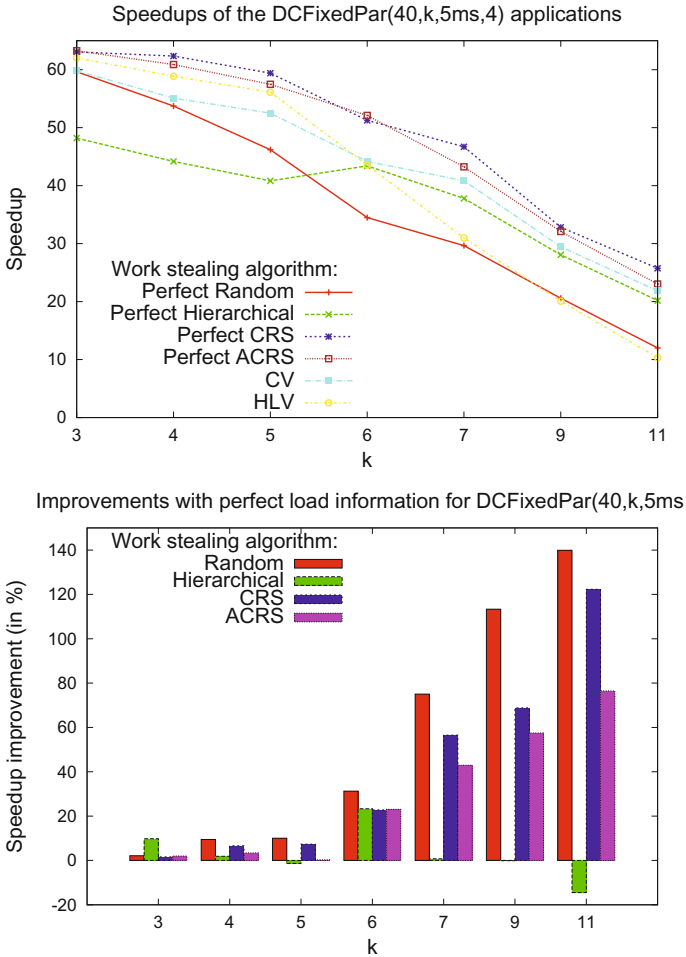 Speedups of the DCFixedPar(40,k,5ms,4) applications
60
50
40
30
20
10
0
Speedup
Work stealing algorithm:
Perfect Random
Perfect Hierarchical
Perfect CRS
Perfect ACRS
CV
HLV
3 4 5 6 7 9 11
k
Improvements with perfect load information for DCFixedPar(40,k,5ms
140
120
100
80
60
40
20
0
-20
Speedup improvement (in %)
Work stealing algorithm:
Random
Hierarchical
CRS
ACRS
3 4 5 6 7 9 11
k